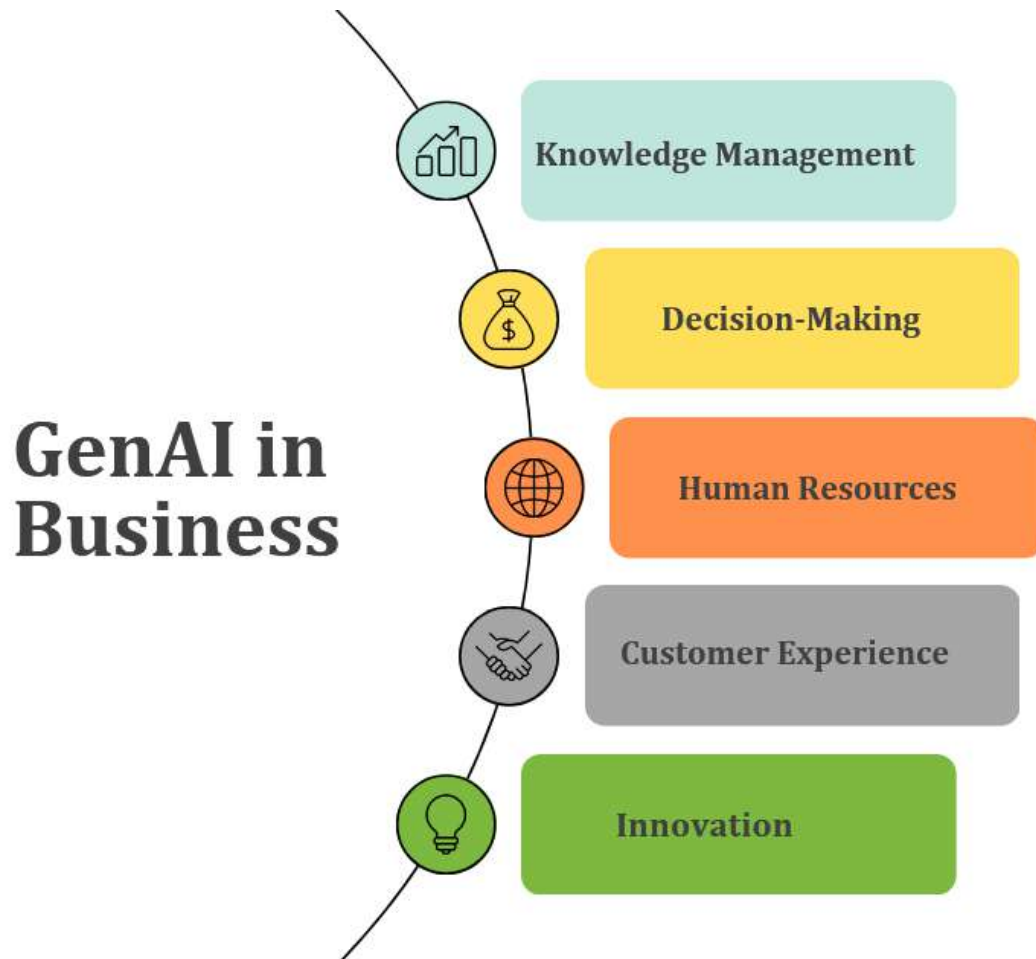 GenAI in
Business
Knowledge Management
$
Decision-Making
Human Resources
Customer Experience
Innovation